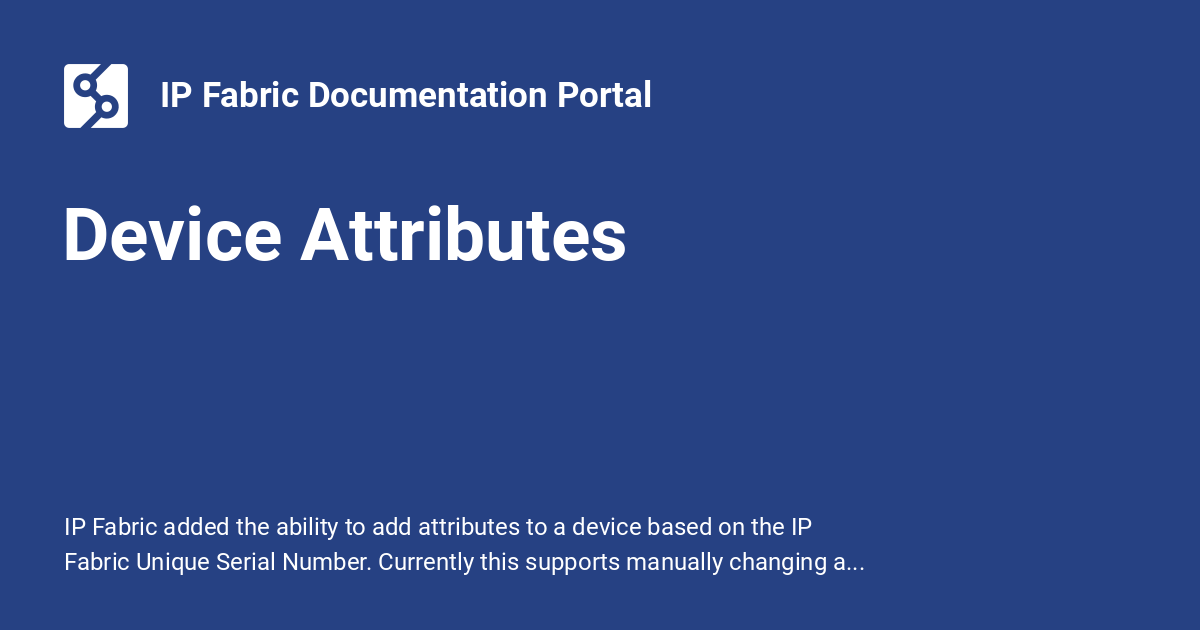 IP Fabric Documentation Portal
Device Attributes
IP Fabric added the ability to add attributes to a device based on the IP
Fabric Unique Serial Number. Currently this supports manually changing a...